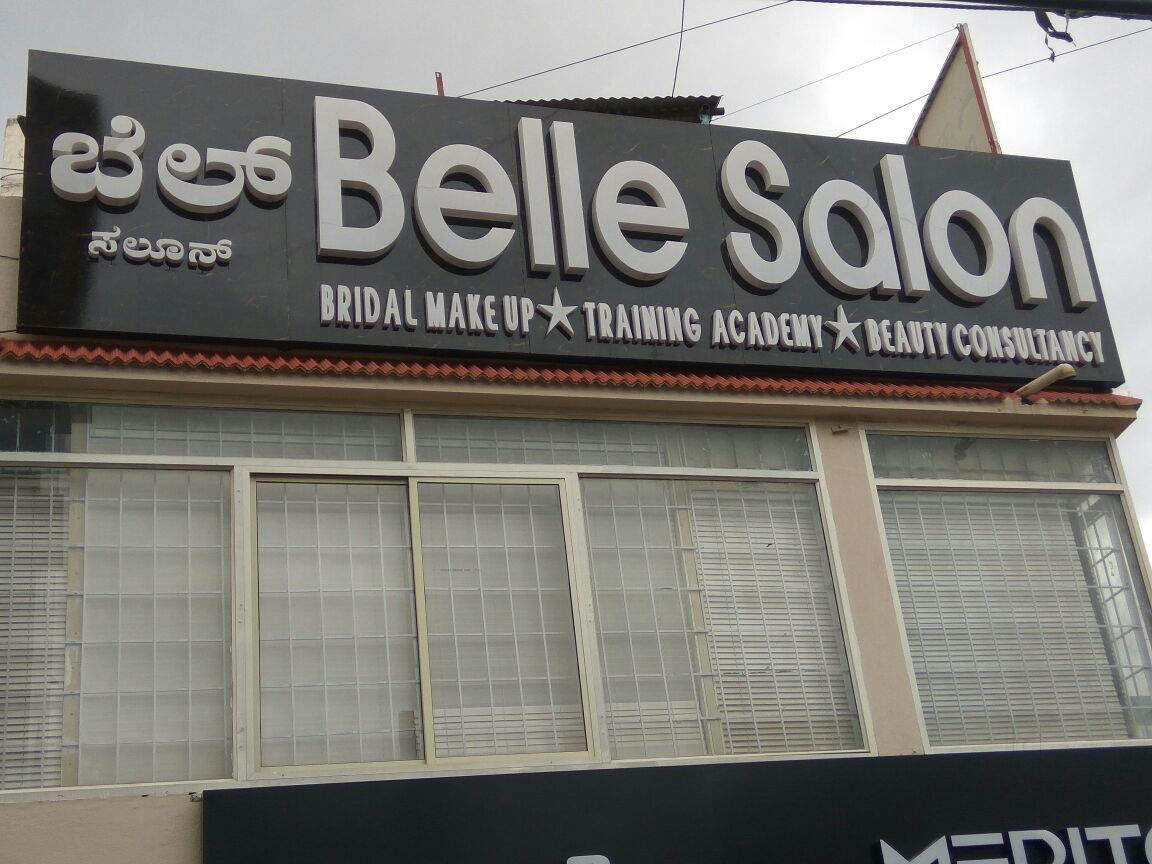 ಬೆಲ್ Belle Salon
ಸಲೂನ್
BRIDAL MAKE UP ★ TRAINING ACADEMY ★ BEAUTY CONSULTANCY